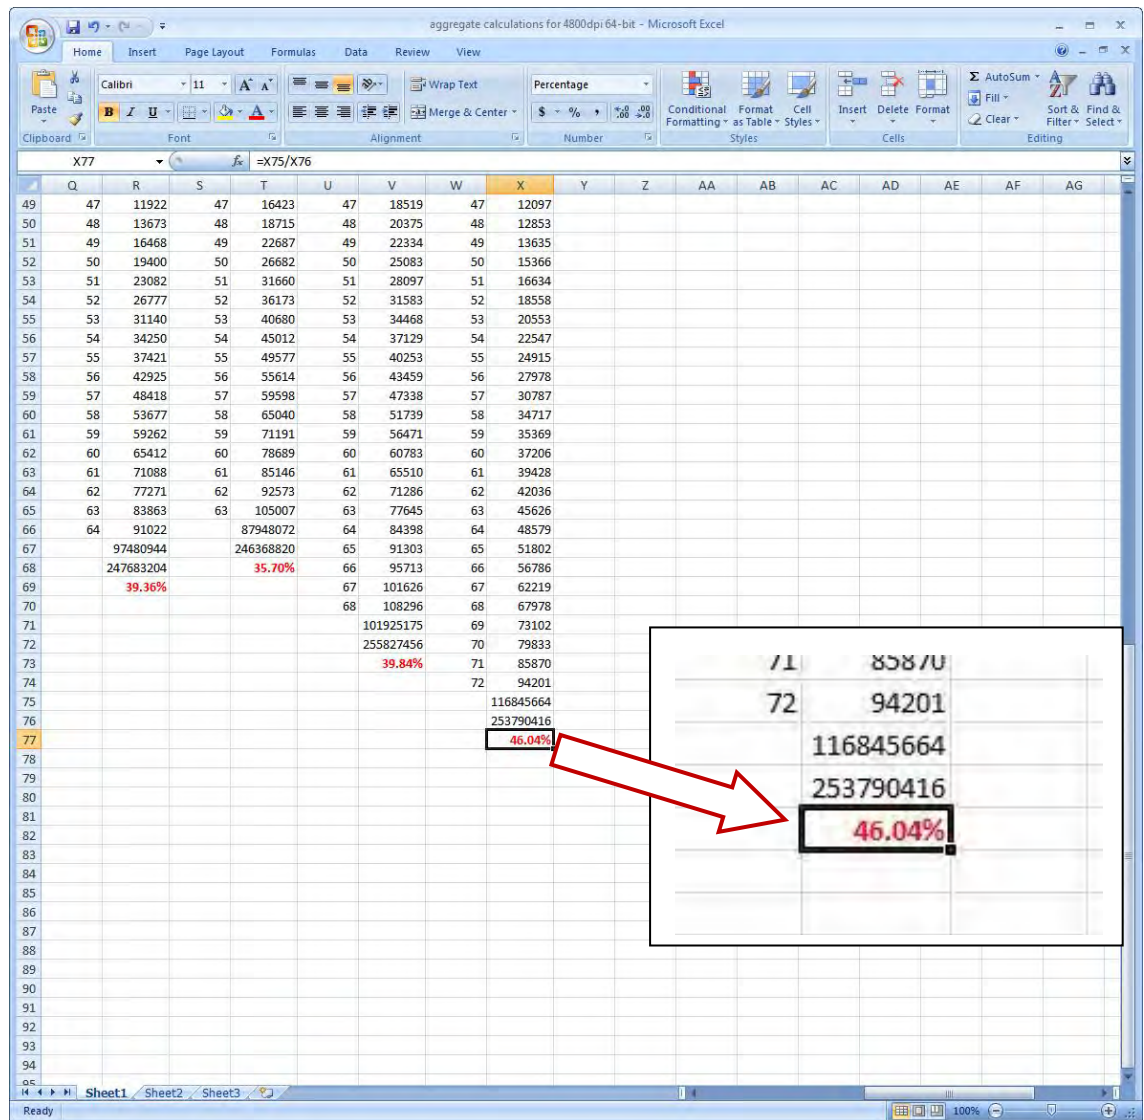 aggregate calculations for 4800dpi 64-bit - Microsoft Excel
Home Insert Page Layout Formulas Data Review View
Calibri 11 Wrap Text Percentage Σ AutoSum
Paste B I U Merge & Center $ % , Conditional Formatting Format as Table Cell Styles Insert Delete Format Fill Clear Sort & Filter Find & Select
Clipboard Font Alignment Number Styles Cells Editing
X77 fx =X75/X76
Q R S T U V W X Y Z AA AB AC AD AE AF AG
49 47 11922 47 16423 47 18519 47 12097
50 48 13673 48 18715 48 20375 48 12853
51 49 16468 49 22687 49 22334 49 13635
52 50 19400 50 26682 50 25083 50 15366
53 51 23082 51 31660 51 28097 51 16634
54 52 26777 52 36173 52 31583 52 18558
55 53 31140 53 40680 53 34468 53 20553
56 54 34250 54 45012 54 37129 54 22547
57 55 37421 55 49577 55 40253 55 24915
58 56 42925 56 55614 56 43459 56 27978
59 57 48418 57 59598 57 47338 57 30787
60 58 53677 58 65040 58 51739 58 34717
61 59 59262 59 71191 59 56471 59 35369
62 60 65412 60 78689 60 60783 60 37206
63 61 71088 61 85146 61 65510 61 39428
64 62 77271 62 92573 62 71286 62 42036
65 63 83863 63 105007 63 77645 63 45626
66 64 91022 87948072 64 84398 64 48579
67 97480944 246368820 65 91303 65 51802
68 247683204 35.70% 66 95713 66 56786
69 39.36% 67 101626 67 62219
70 68 108296 68 67978
71 101925175 69 73102
72 255827456 70 79833
73 39.84% 71 85870
74 72 94201
75 116845664
76 253790416
77 46.04%
78
79
80
81
82
83
84
85
86
87
88
89
90
91
92
93
94
95
71 85870
72 94201
116845664
253790416
46.04%
Sheet1 Sheet2 Sheet3
Ready 100%